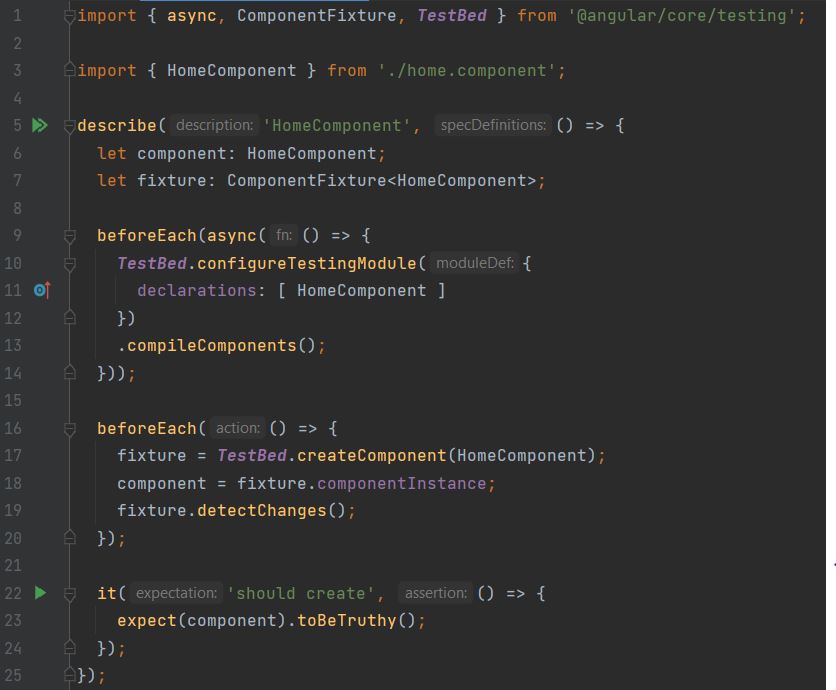 1 import { async, ComponentFixture, TestBed } from '@angular/core/testing';
2
3 import { HomeComponent } from './home.component';
4
5 describe( description: 'HomeComponent', specDefinitions: () => {
6 let component: HomeComponent;
7 let fixture: ComponentFixture<HomeComponent>;
8
9 beforeEach(async( fn: () => {
10 TestBed.configureTestingModule( moduleDef: {
11 declarations: [ HomeComponent ]
12 })
13 .compileComponents();
14 }));
15
16 beforeEach( action: () => {
17 fixture = TestBed.createComponent(HomeComponent);
18 component = fixture.componentInstance;
19 fixture.detectChanges();
20 });
21
22 it( expectation: 'should create', assertion: () => {
23 expect(component).toBeTruthy();
24 });
25 });